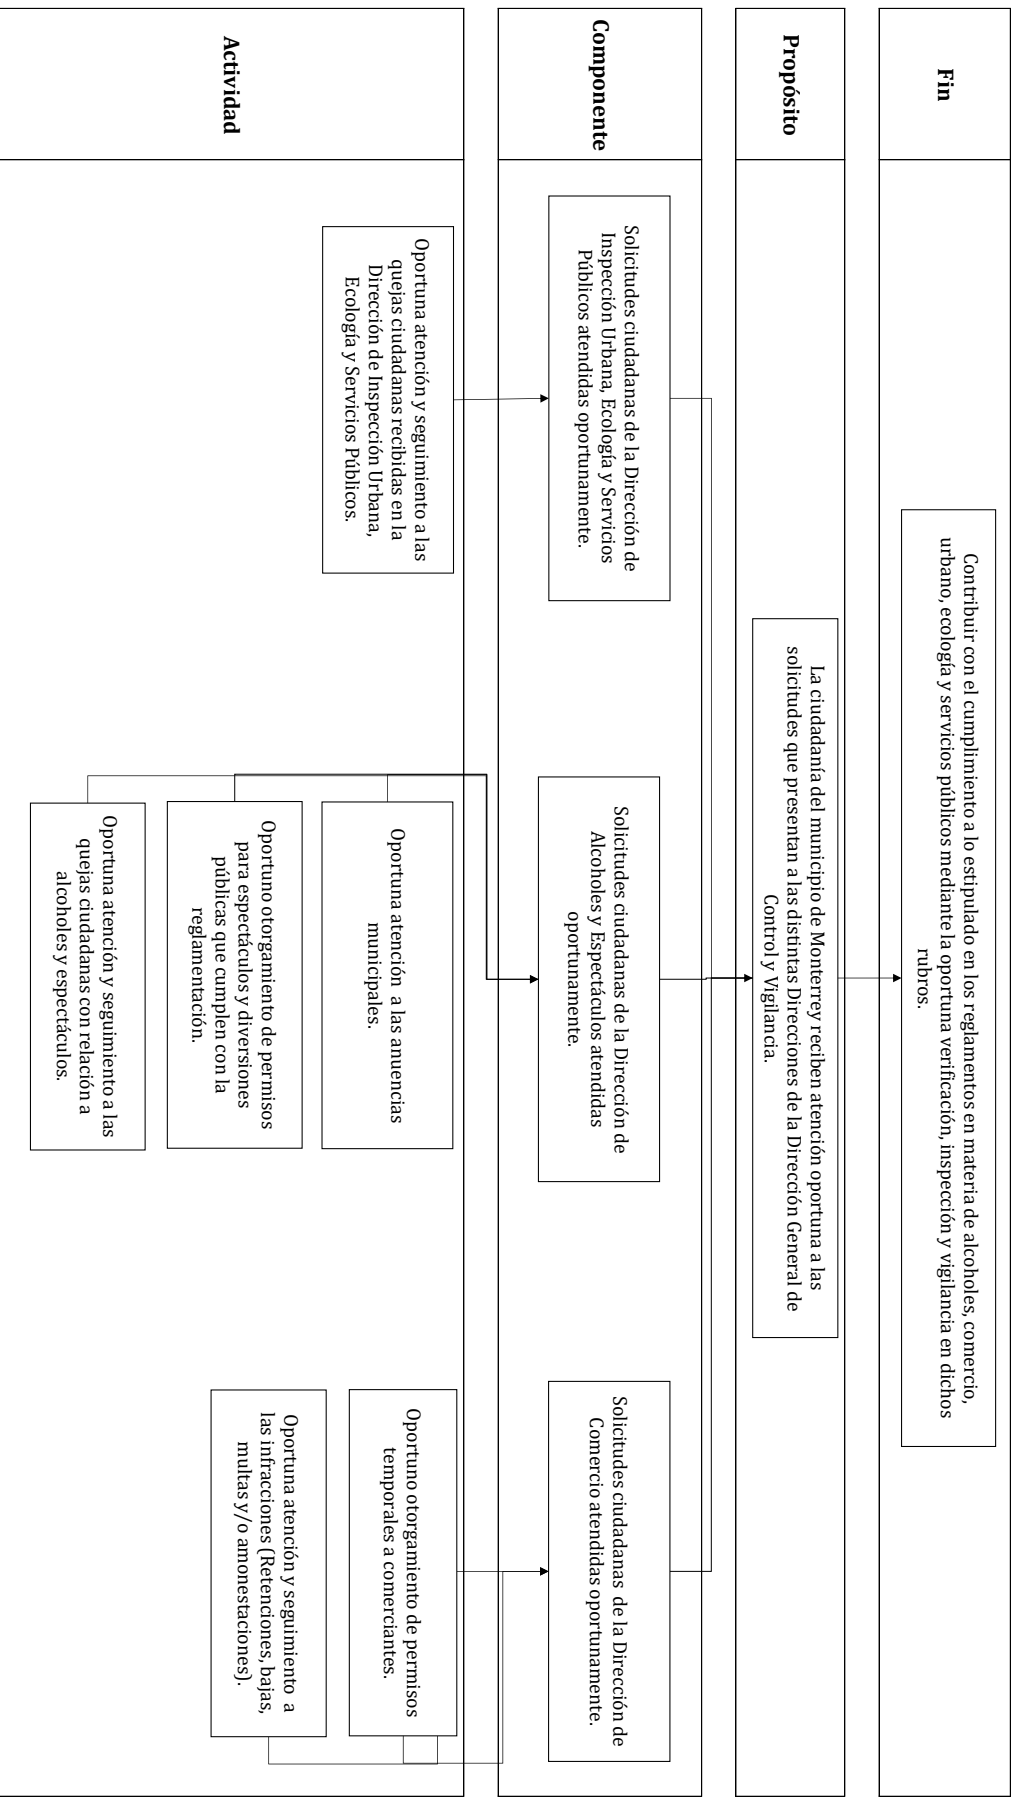 Fin
Contribuir con el cumplimiento a lo estipulado en los reglamentos en materia de alcoholes, comercio,
urbano, ecología y servicios públicos mediante la oportuna verificación, inspección y vigilancia en dichos
rubros.
Propósito
La ciudadanía del municipio de Monterrey reciben atención oportuna a las
solicitudes que presentan a las distintas Direcciones de la Dirección General de
Control y Vigilancia.
Componente
Solicitudes ciudadanas de la Dirección de
Inspección Urbana, Ecología y Servicios
Públicos atendidas oportunamente.
Solicitudes ciudadanas de la Dirección de
Alcoholes y Espectáculos atendidas
oportunamente.
Solicitudes ciudadanas de la Dirección de
Comercio atendidas oportunamente.
Actividad
Oportuna atención y seguimiento a las
quejas ciudadanas recibidas en la
Dirección de Inspección Urbana,
Ecología y Servicios Públicos.
Oportuna atención a las anuencias
municipales.
Oportuno otorgamiento de permisos
para espectáculos y diversiones
públicas que cumplen con la
reglamentación.
Oportuna atención y seguimiento a las
quejas ciudadanas con relación a
alcoholes y espectáculos.
Oportuno otorgamiento de permisos
temporales a comerciantes.
Oportuna atención y seguimiento a
las infracciones (Retenciones, bajas,
multas y/o amonestaciones).